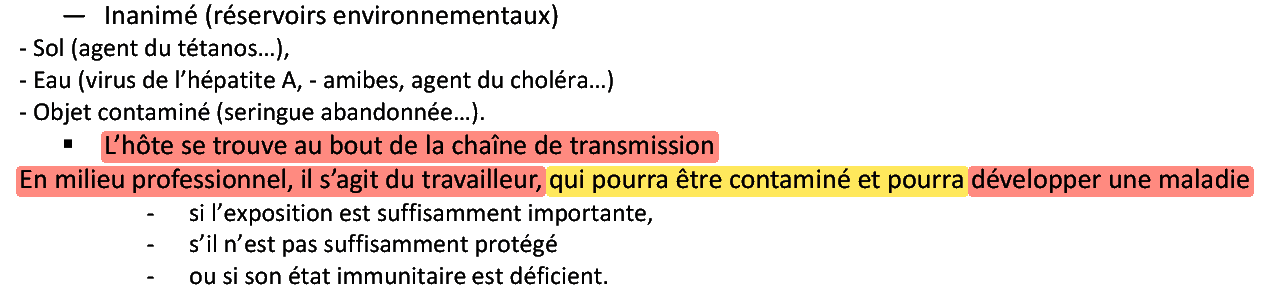 — Inanimé (réservoirs environnementaux)
- Sol (agent du tétanos...),
- Eau (virus de l'hépatite A, - amibes, agent du choléra...)
- Objet contaminé (seringue abandonnée...).
▪ L'hôte se trouve au bout de la chaîne de transmission
En milieu professionnel, il s'agit du travailleur, qui pourra être contaminé et pourra développer une maladie
- si l'exposition est suffisamment importante,
- s'il n'est pas suffisamment protégé
- ou si son état immunitaire est déficient.